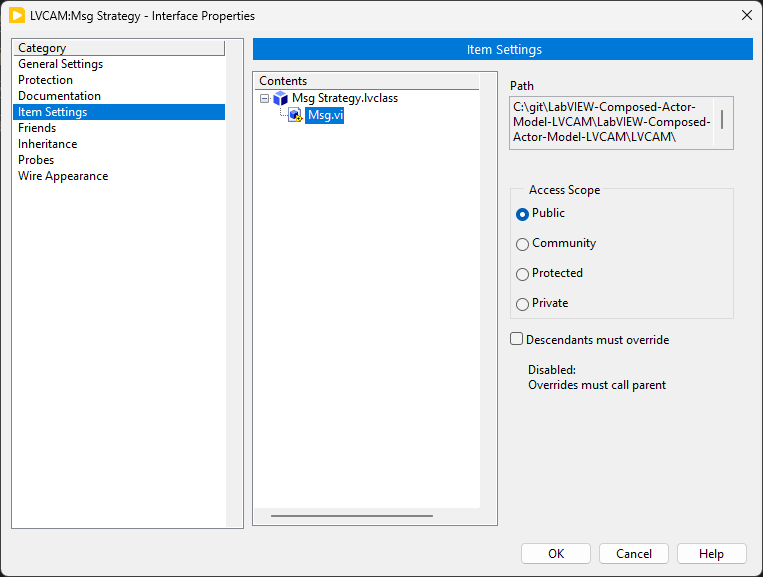 LVCAM:Msg Strategy - Interface Properties
Category
General Settings
Protection
Documentation
Item Settings
Friends
Inheritance
Probes
Wire Appearance
Item Settings
Contents
Msg Strategy.lvclass
Msg.vi
Path
C:\git\LabVIEW-Composed-Actor-
Model-LVCAM\LabVIEW-Composed-
Actor-Model-LVCAM\LVCAM\
Access Scope
Public
Community
Protected
Private
Descendants must override
Disabled:
Overrides must call parent
OK
Cancel
Help